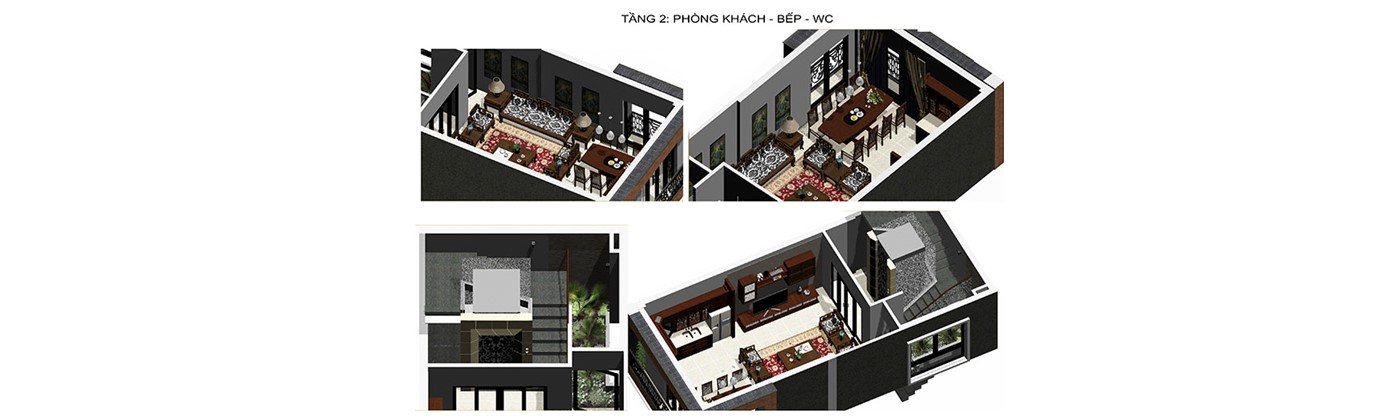 TẦNG 2: PHÒNG KHÁCH - BẾP - WC